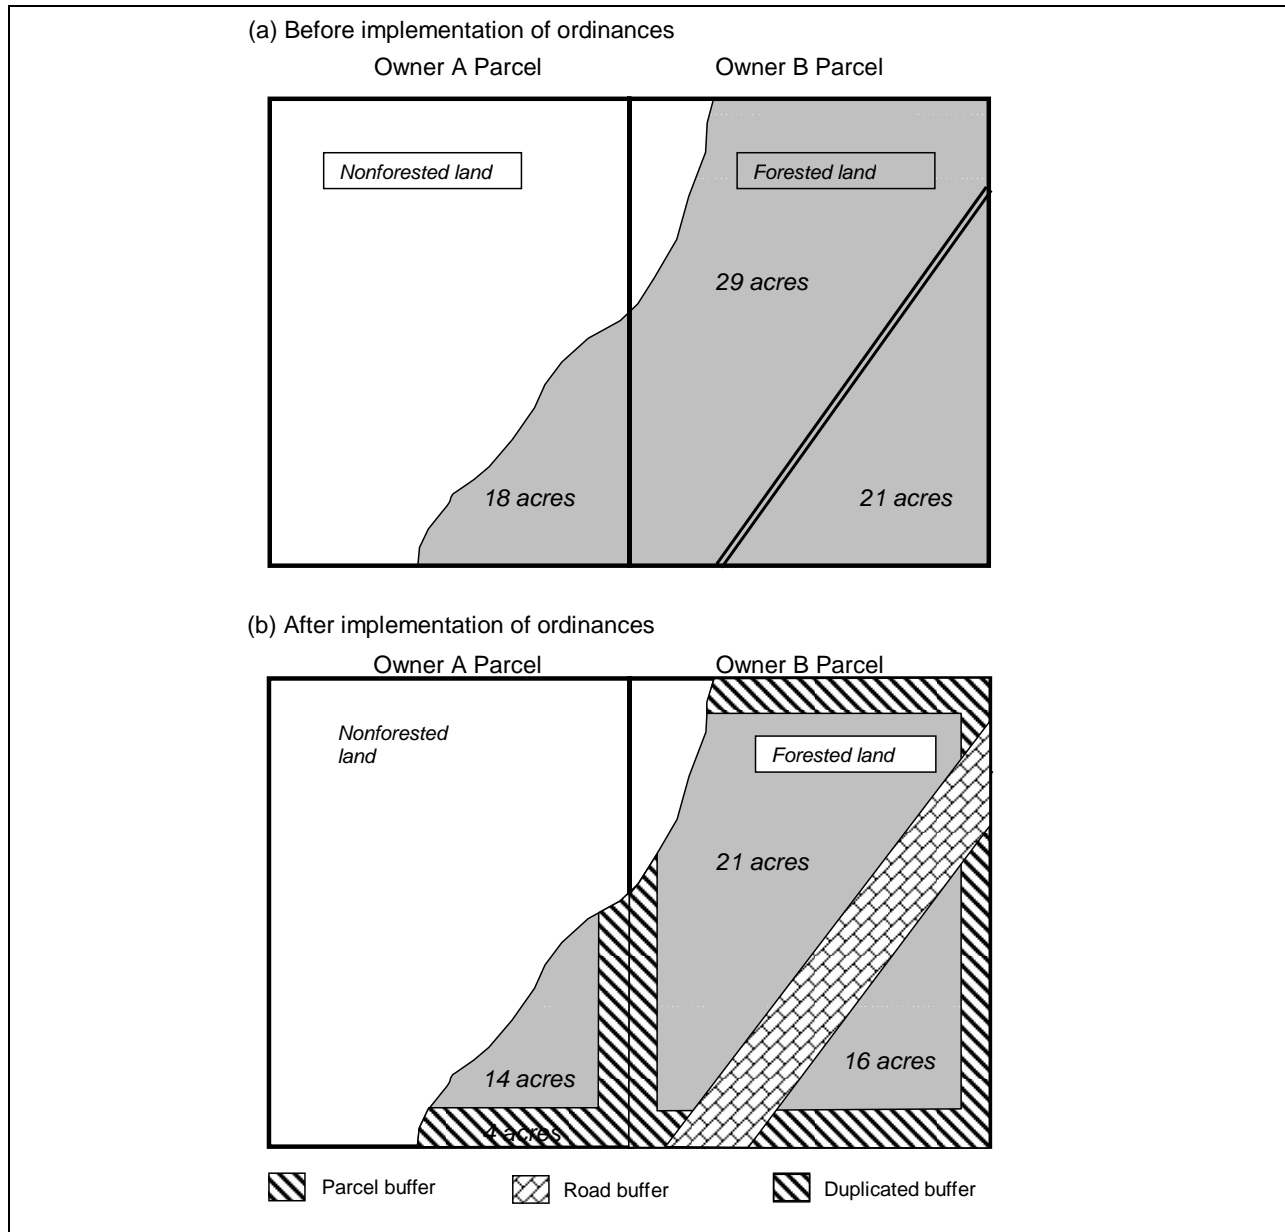 (a) Before implementation of ordinances
Owner A Parcel Owner B Parcel
Nonforested land Forested land
29 acres
18 acres 21 acres
(b) After implementation of ordinances
Owner A Parcel Owner B Parcel
Nonforested
land
Forested land
21 acres
16 acres
14 acres
4 acres
Parcel buffer Road buffer Duplicated buffer